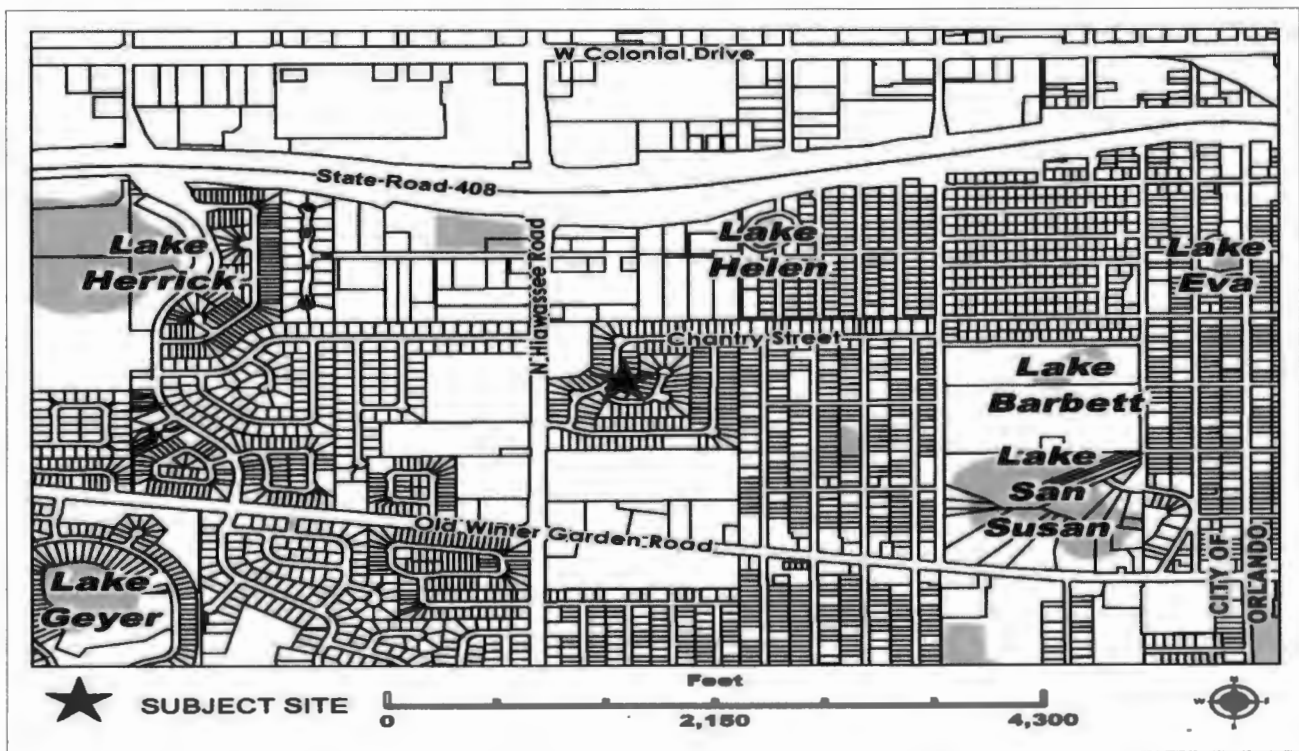 W Colonial Drive
State Road 408
Lake
Herrick
N Hiawassee Road
Lake
Helen
Lake
Eva
Chantry Street
Lake
Barbett
Lake
San
Susan
Old Winter Garden Road
Lake
Geyer
CITY OF
ORLANDO
SUBJECT SITE
Feet
0
2,150
4,300
N
W
E
S